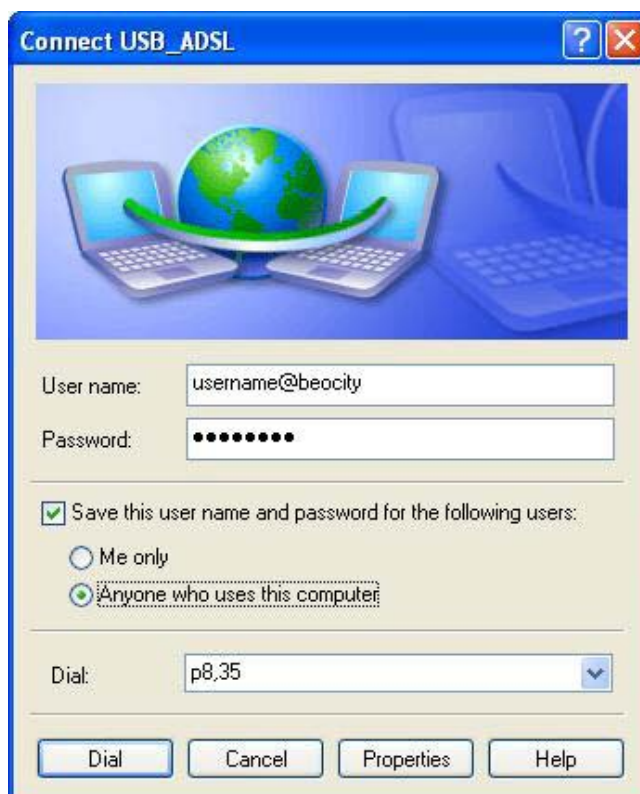 Connect USB_ADSL
User name: username@beocity
Password: ••••••••
Save this user name and password for the following users:
Me only
Anyone who uses this computer
Dial: p8,35
Dial Cancel Properties Help